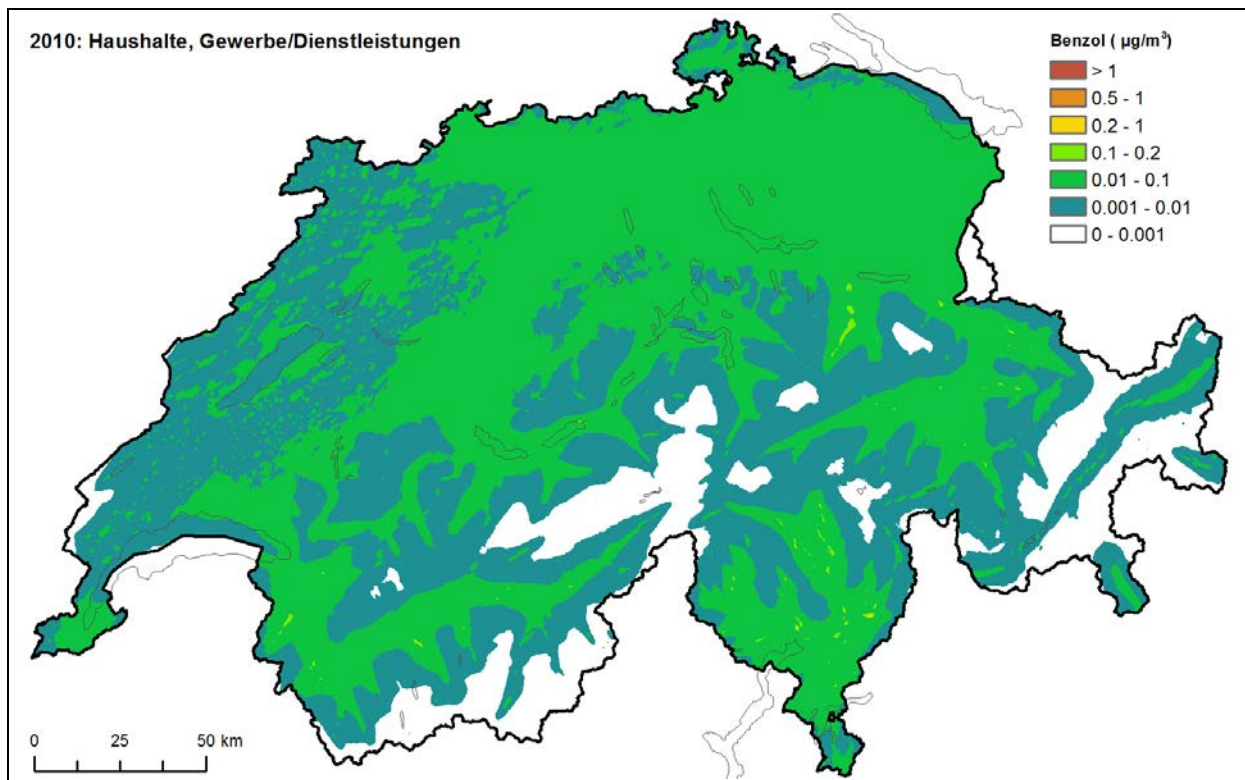 2010: Haushalte, Gewerbe/Dienstleistungen
Benzol ( µg/m³)
> 1
0.5 - 1
0.2 - 1
0.1 - 0.2
0.01 - 0.1
0.001 - 0.01
0 - 0.001
0 25 50 km